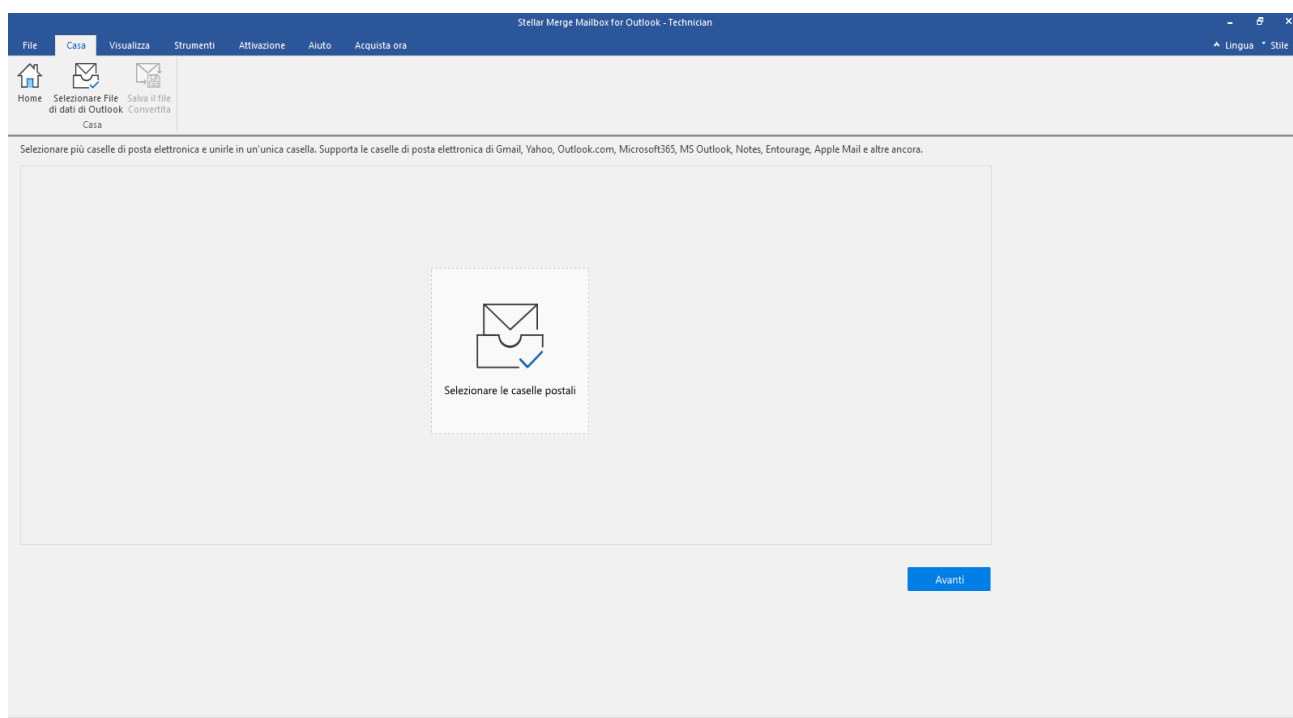 Stellar Merge Mailbox for Outlook - Technician
File Casa Visualizza Strumenti Attivazione Aiuto Acquista ora Lingua Stile
Home Selezionare File Salva il file
di dati di Outlook Convertita
Casa
Selezionare più caselle di posta elettronica e unirle in un'unica casella. Supporta le caselle di posta elettronica di Gmail, Yahoo, Outlook.com, Microsoft365, MS Outlook, Notes, Entourage, Apple Mail e altre ancora.
Selezionare le caselle postali
Avanti